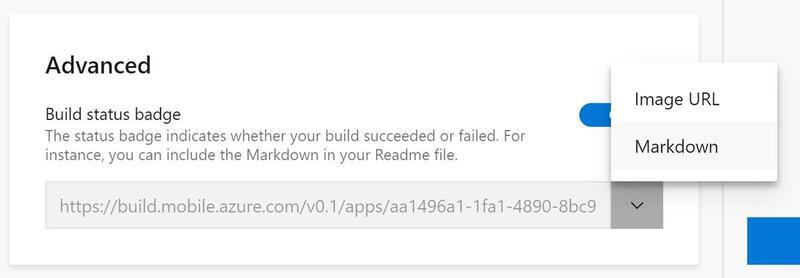 Advanced
Build status badge
The status badge indicates whether your build succeeded or failed. For
instance, you can include the Markdown in your Readme file.
https://build.mobile.azure.com/v0.1/apps/aa1496a1-1fa1-4890-8bc9
Image URL
Markdown